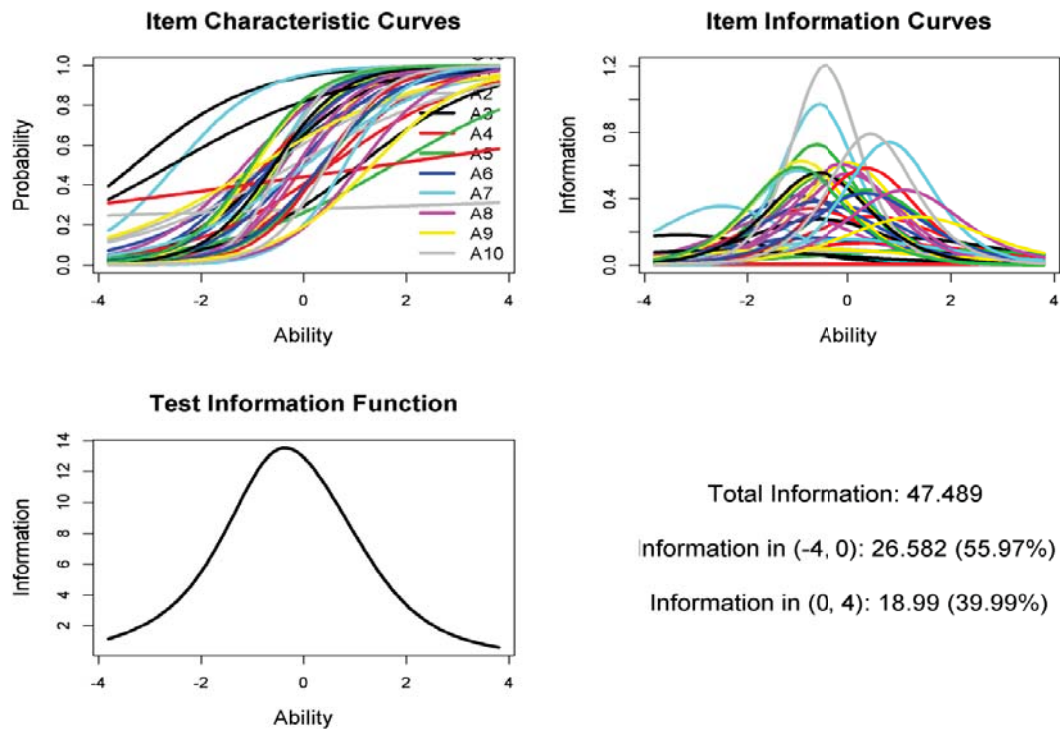 Item Characteristic Curves
Probability
1.0
0.8
0.6
0.4
0.2
0.0
A2
A3
A4
A5
A6
A7
A8
A9
A10
-4 -2 0 2 4
Ability
Item Information Curves
Information
1.2
0.8
0.4
0.0
-4 -2 0 2 4
Ability
Test Information Function
Information
14
12
10
8
6
4
2
-4 -2 0 2 4
Ability
Total Information: 47.489
Information in (-4, 0): 26.582 (55.97%)
Information in (0, 4): 18.99 (39.99%)